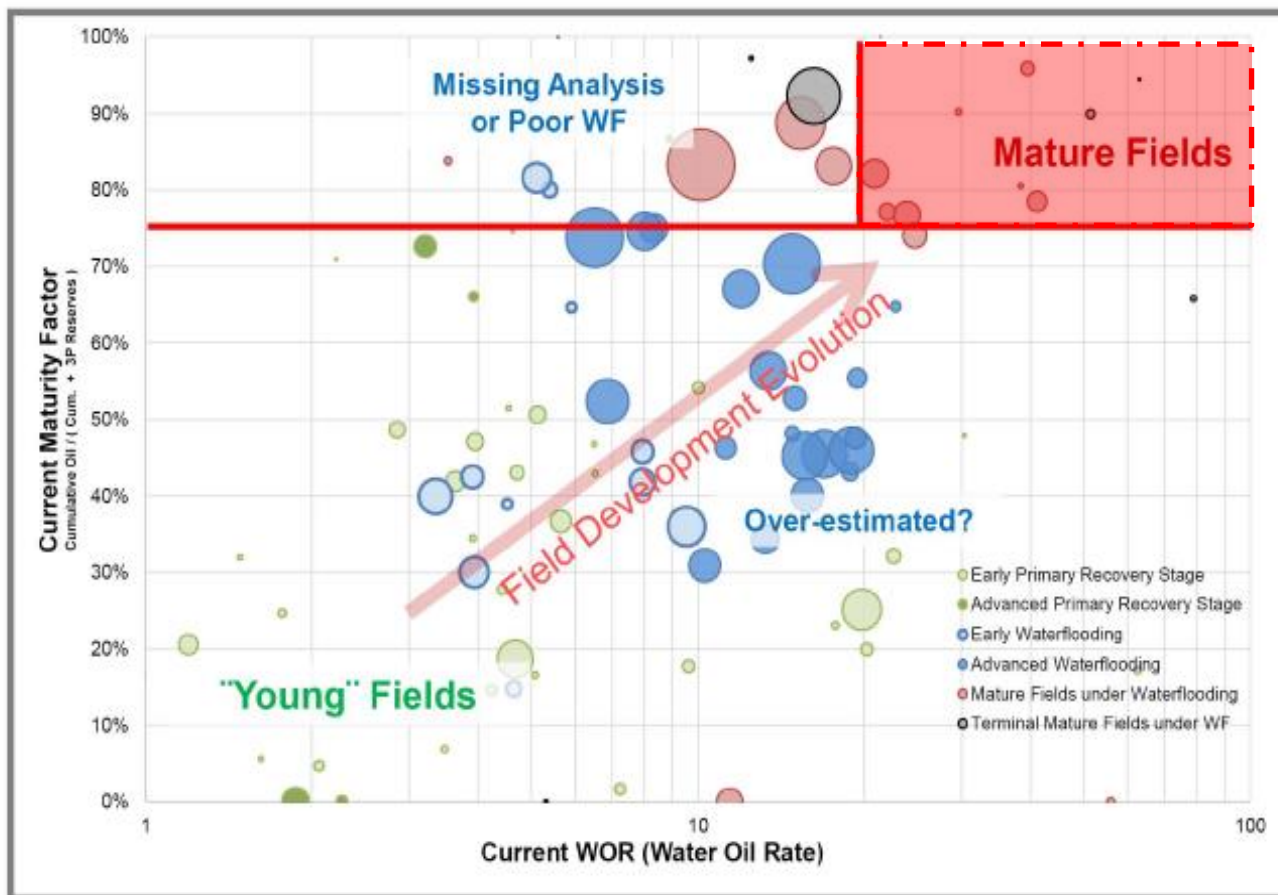 100%
90%
80%
70%
60%
50%
40%
30%
20%
10%
0%
Current Maturity Factor
Cumulative Oil / ( Cum. + 3P Reserves )
Missing Analysis
or Poor WF
Mature Fields
Field Development Evolution
Over-estimated?
¨Young¨ Fields
Early Primary Recovery Stage
Advanced Primary Recovery Stage
Early Waterflooding
Advanced Waterflooding
Mature Fields under Waterflooding
Terminal Mature Fields under WF
1
10
100
Current WOR (Water Oil Rate)